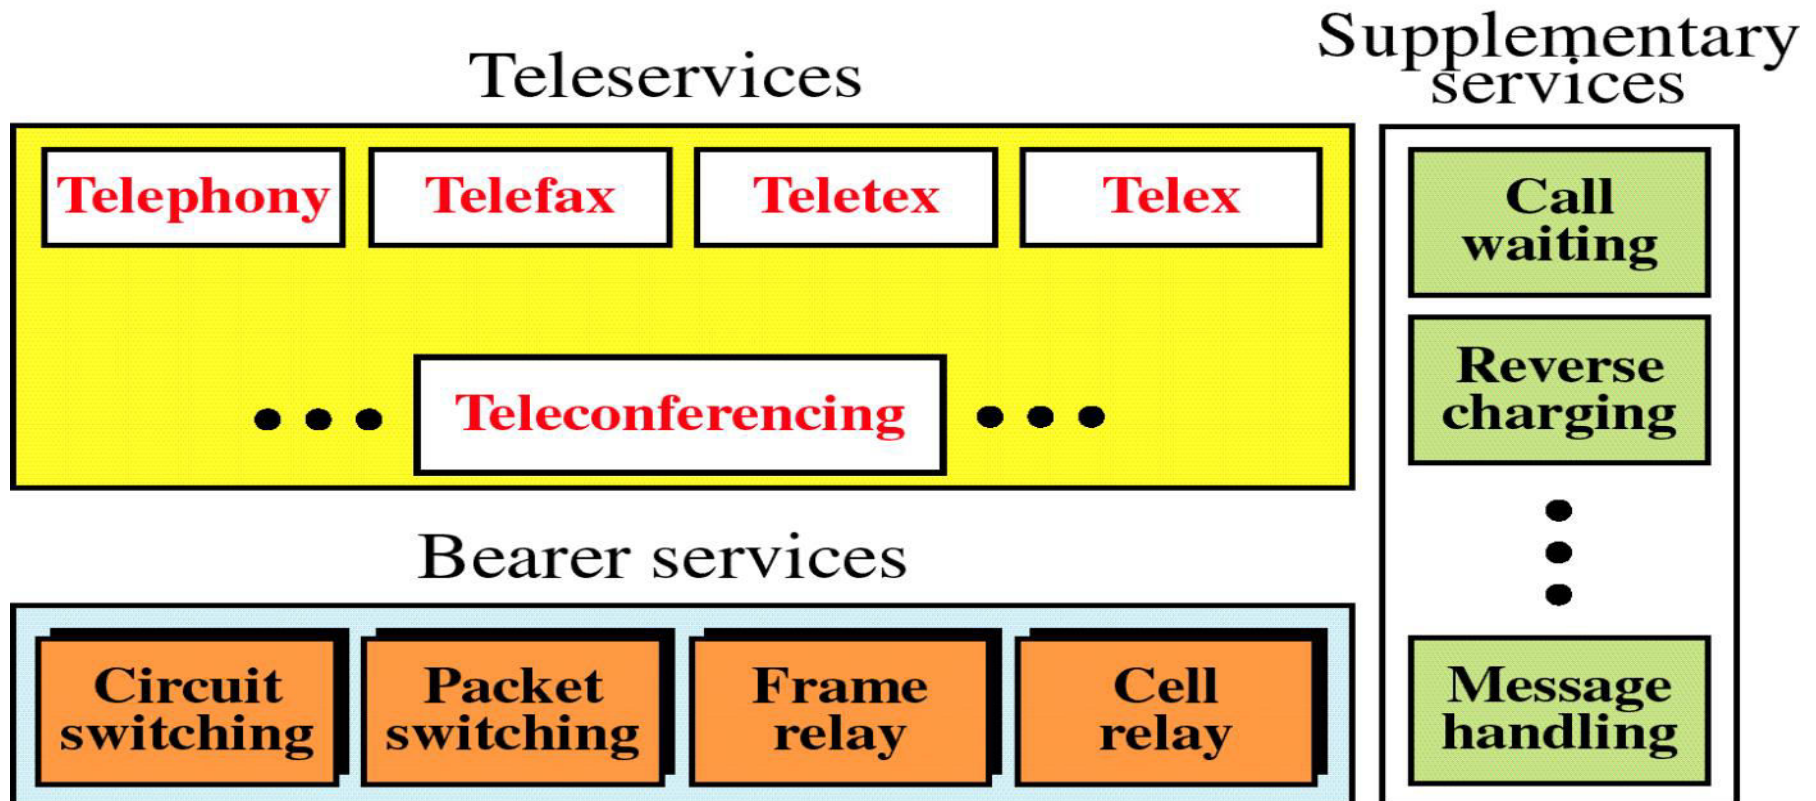 Teleservices
Telephony
Telefax
Teletex
Telex
Teleconferencing
Bearer services
Circuit
switching
Packet
switching
Frame
relay
Cell
relay
Supplementary
services
Call
waiting
Reverse
charging
Message
handling